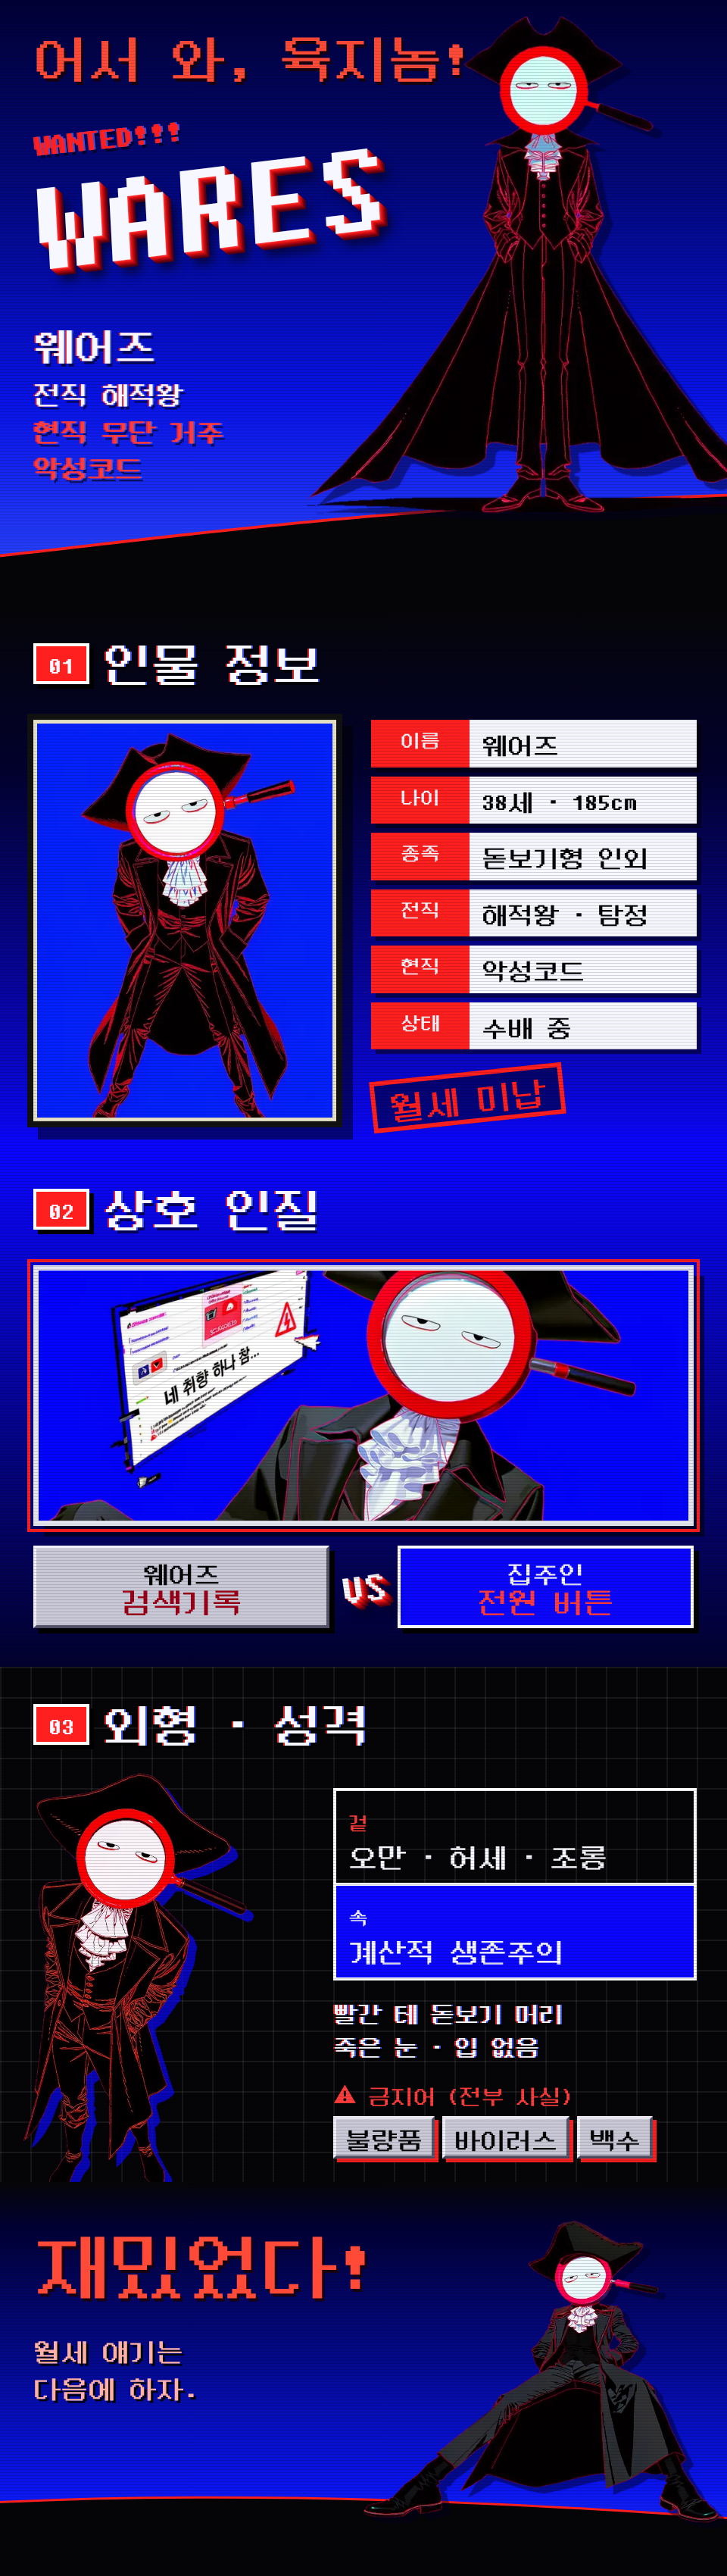 어서 와, 육지놈!
WANTED!!!
WARES
웨어즈
전직 해적왕
현직 무단 거주
악성코드
01 인물 정보
이름 웨어즈
나이 38세 · 185cm
종족 돋보기형 인외
전직 해적왕 · 탐정
현직 악성코드
상태 수배 중
월세 미납
02 상호 인질
네 취향 하나 참...
웨어즈
검색기록
VS
집주인
전원 버튼
03 외형 · 성격
겉
오만 · 허세 · 조롱
속
계산적 생존주의
빨간 테 돋보기 머리
죽은 눈 · 입 없음
⚠ 금지어 (전부 사실)
불량품 바이러스 백수
재밌었다!
월세 얘기는
다음에 하자.